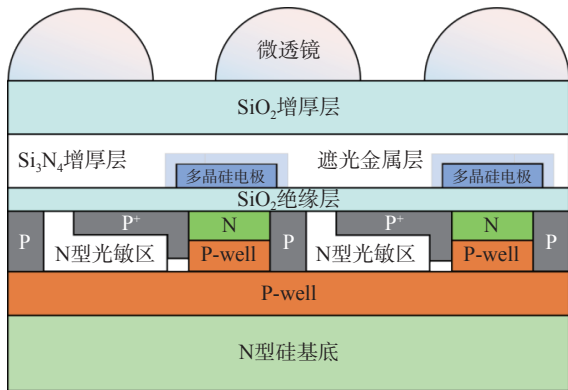 微透镜
SiO₂增厚层
Si₃N₄增厚层
遮光金属层
多晶硅电极
多晶硅电极
SiO₂绝缘层
P
P⁺
N
P
P⁺
N
P
N型光敏区
P-well
N型光敏区
P-well
P-well
N型硅基底